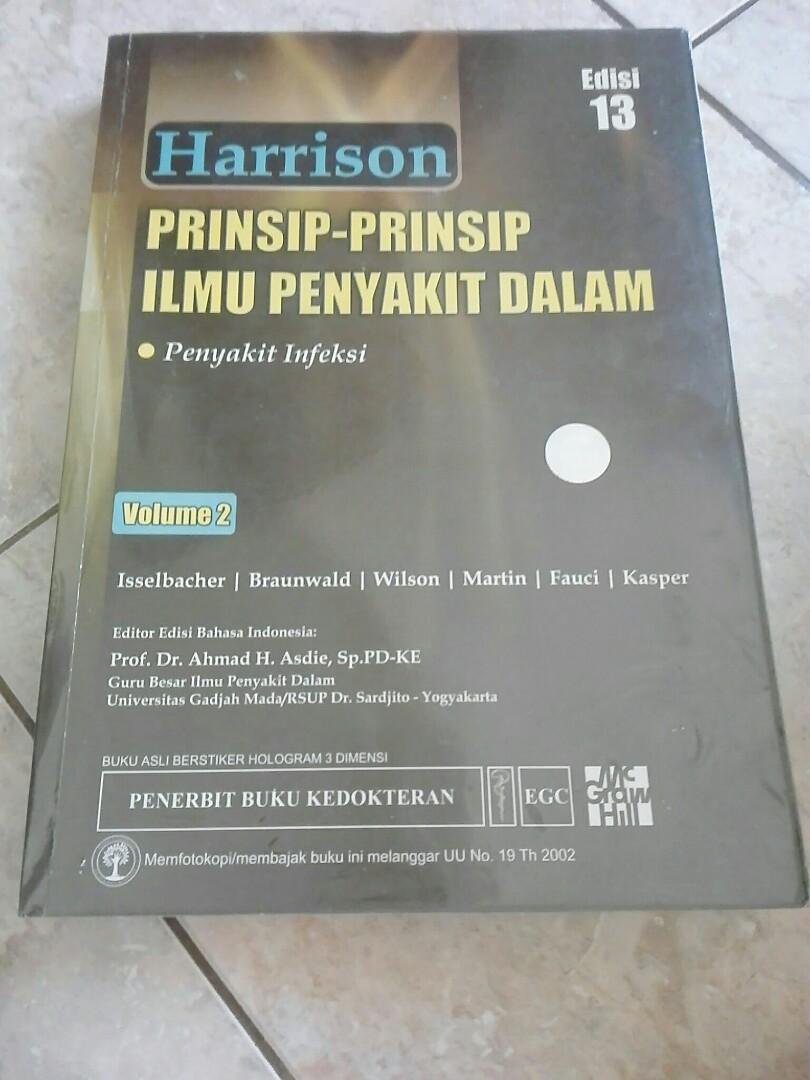 Edisi
13
Harrison
PRINSIP-PRINSIP
ILMU PENYAKIT DALAM
Penyakit Infeksi
Volume 2
Isselbacher | Braunwald | Wilson | Martin | Fauci | Kasper
Editor Edisi Bahasa Indonesia:
Prof. Dr. Ahmad H. Asdie, Sp.PD-KE
Guru Besar Ilmu Penyakit Dalam
Universitas Gadjah Mada/RSUP Dr. Sardjito - Yogyakarta
BUKU ASLI BERSTIKER HOLOGRAM 3 DIMENSI
PENERBIT BUKU KEDOKTERAN
EGC
Mc
Graw
Hill
Memfotokopi/membajak buku ini melanggar UU No. 19 Th 2002